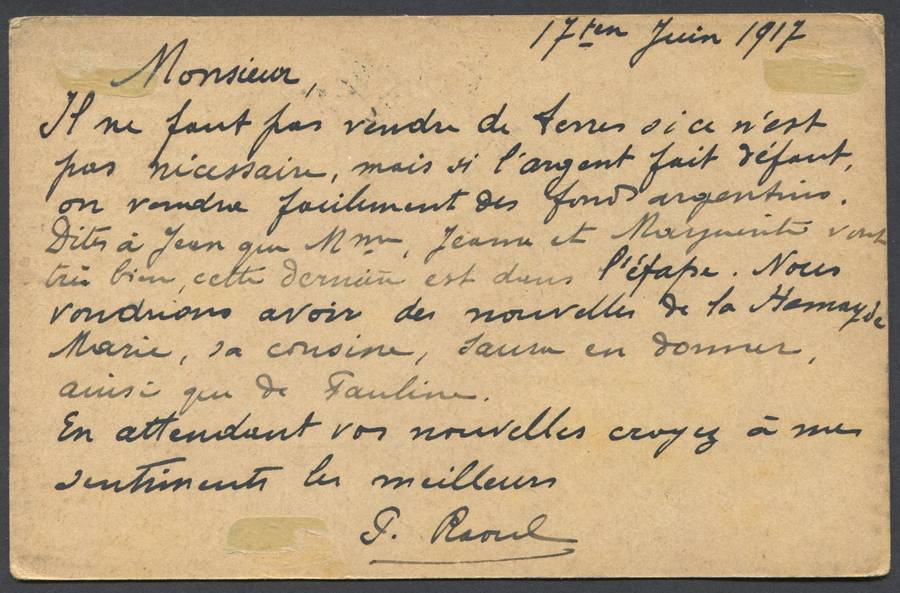 17ten Juin 1917
Monsieur,
Il ne faut pas vendre de terres si ce n'est
pas nécessaire, mais si l'argent fait défaut,
on vendra facilement des fonds argentins.
Dites à Jean que Mme, Jeanne et Marguerite vont
très bien, cette dernière est dans l'étape. Nous
voudrions avoir des nouvelles de la Hamayde
Marie, sa cousine, saura en donner,
ainsi que de Pauline.
En attendant vos nouvelles croyez à mes
sentiments les meilleurs
F. Raoul